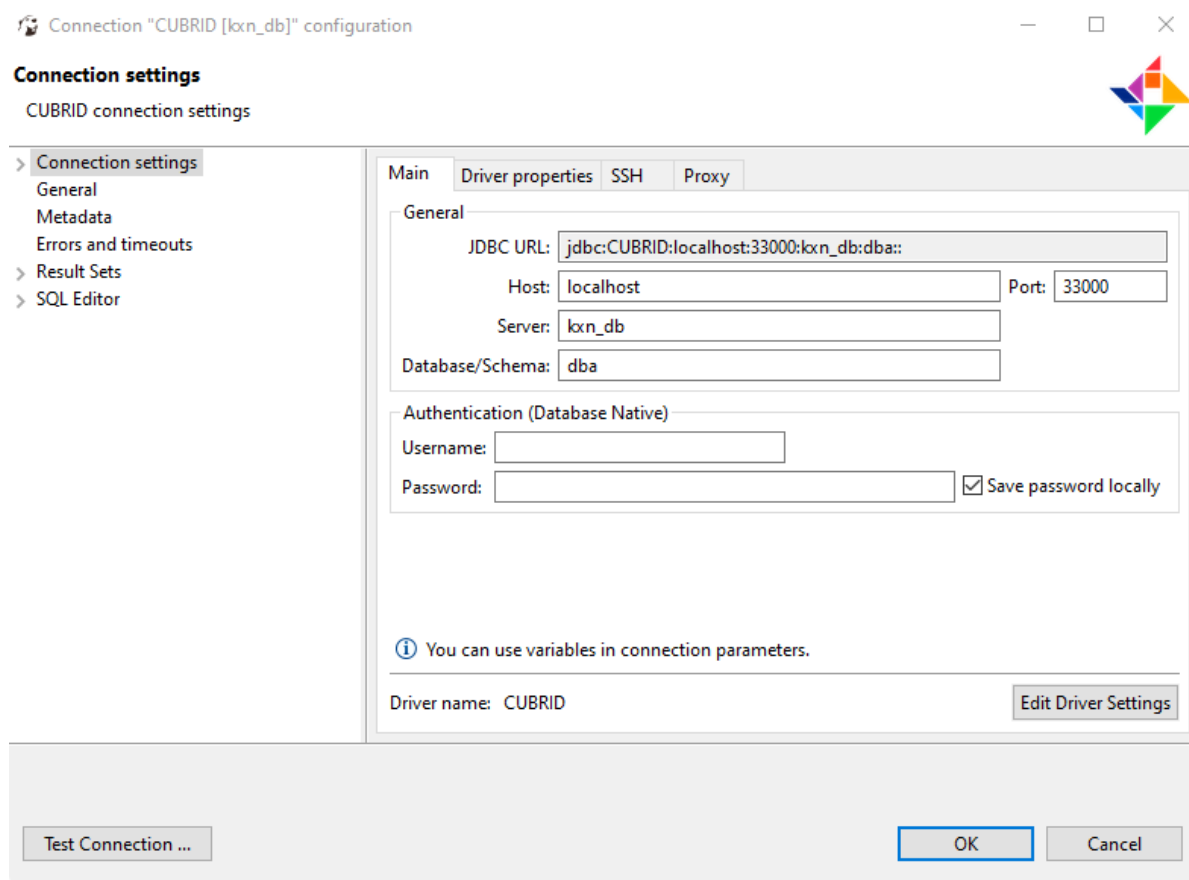 Connection "CUBRID [kxn_db]" configuration
Connection settings
CUBRID connection settings
Connection settings
General
Metadata
Errors and timeouts
Result Sets
SQL Editor
Main Driver properties SSH Proxy
General
JDBC URL: jdbc:CUBRID:localhost:33000:kxn_db:dba::
Host: localhost Port: 33000
Server: kxn_db
Database/Schema: dba
Authentication (Database Native)
Username:
Password: Save password locally
You can use variables in connection parameters.
Driver name: CUBRID Edit Driver Settings
Test Connection ... OK Cancel